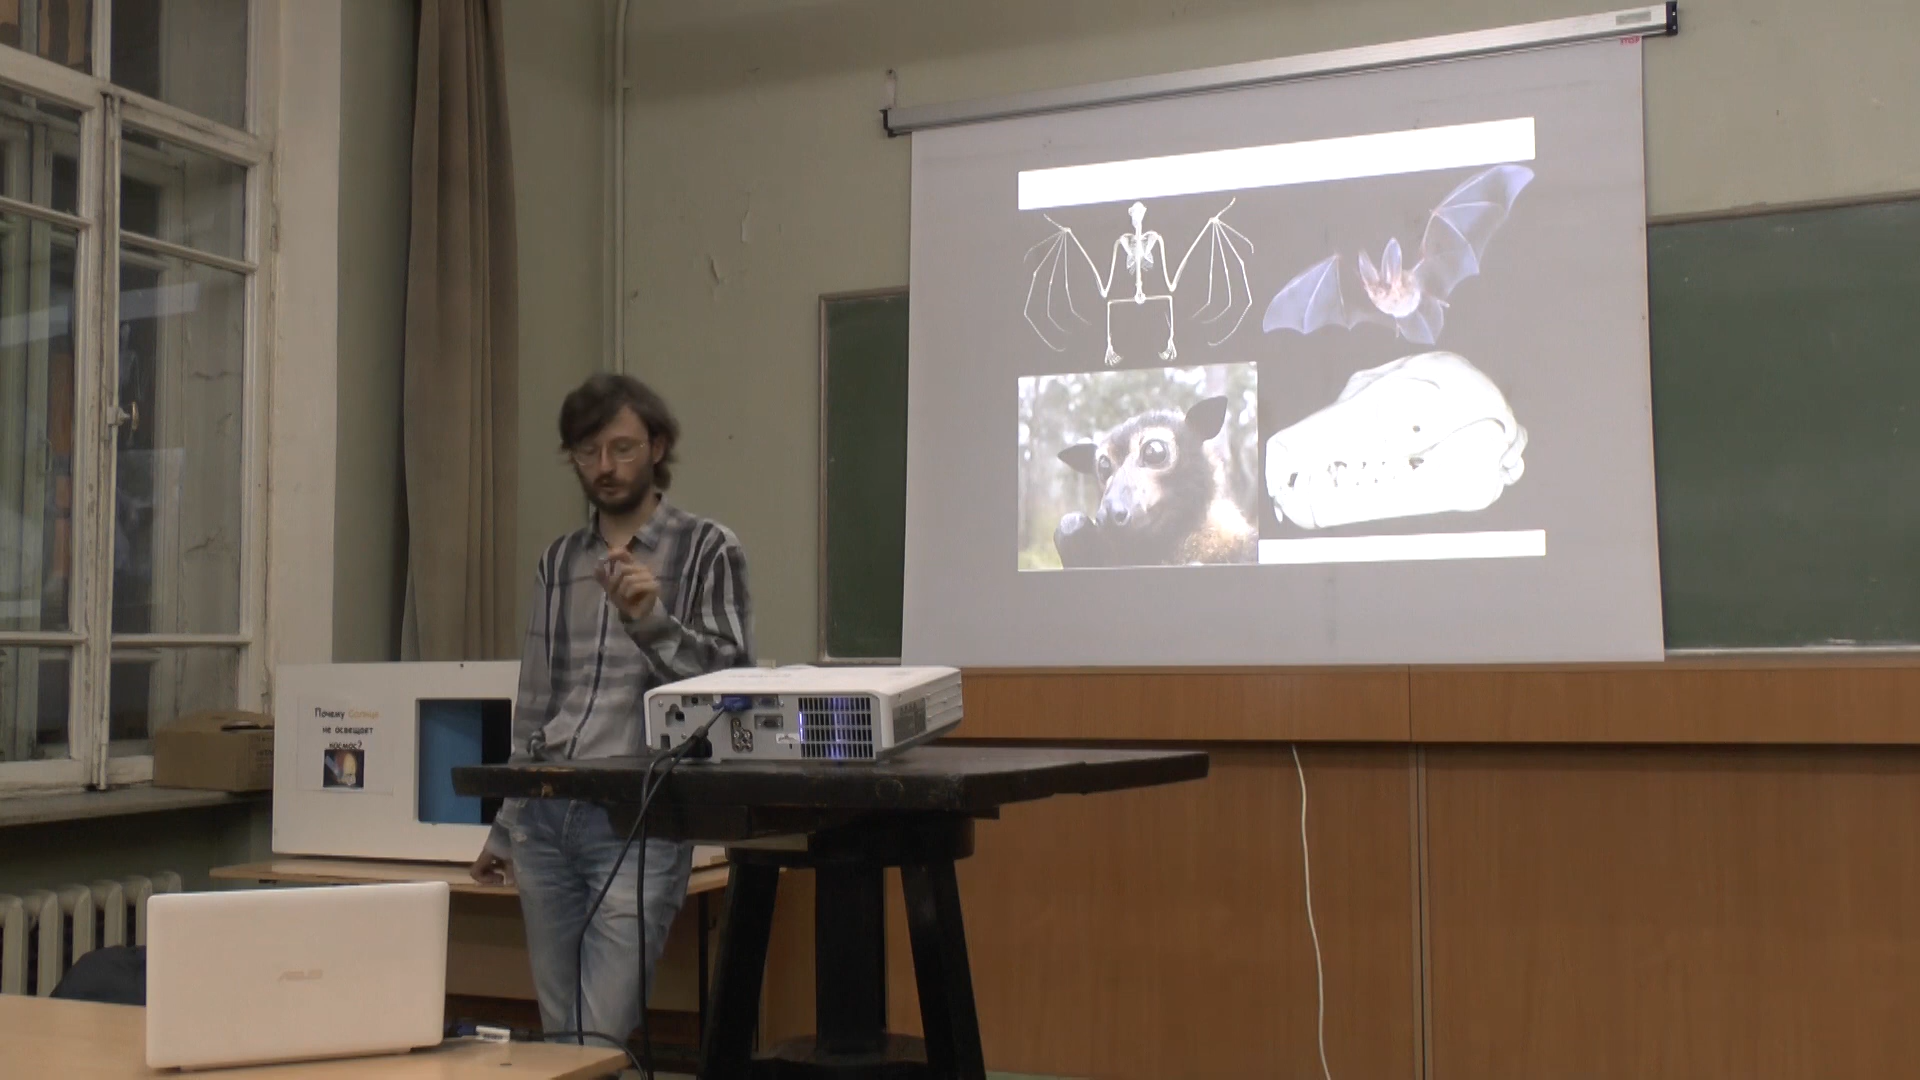 Почему Солнце
не освещает
космос?
ASUS